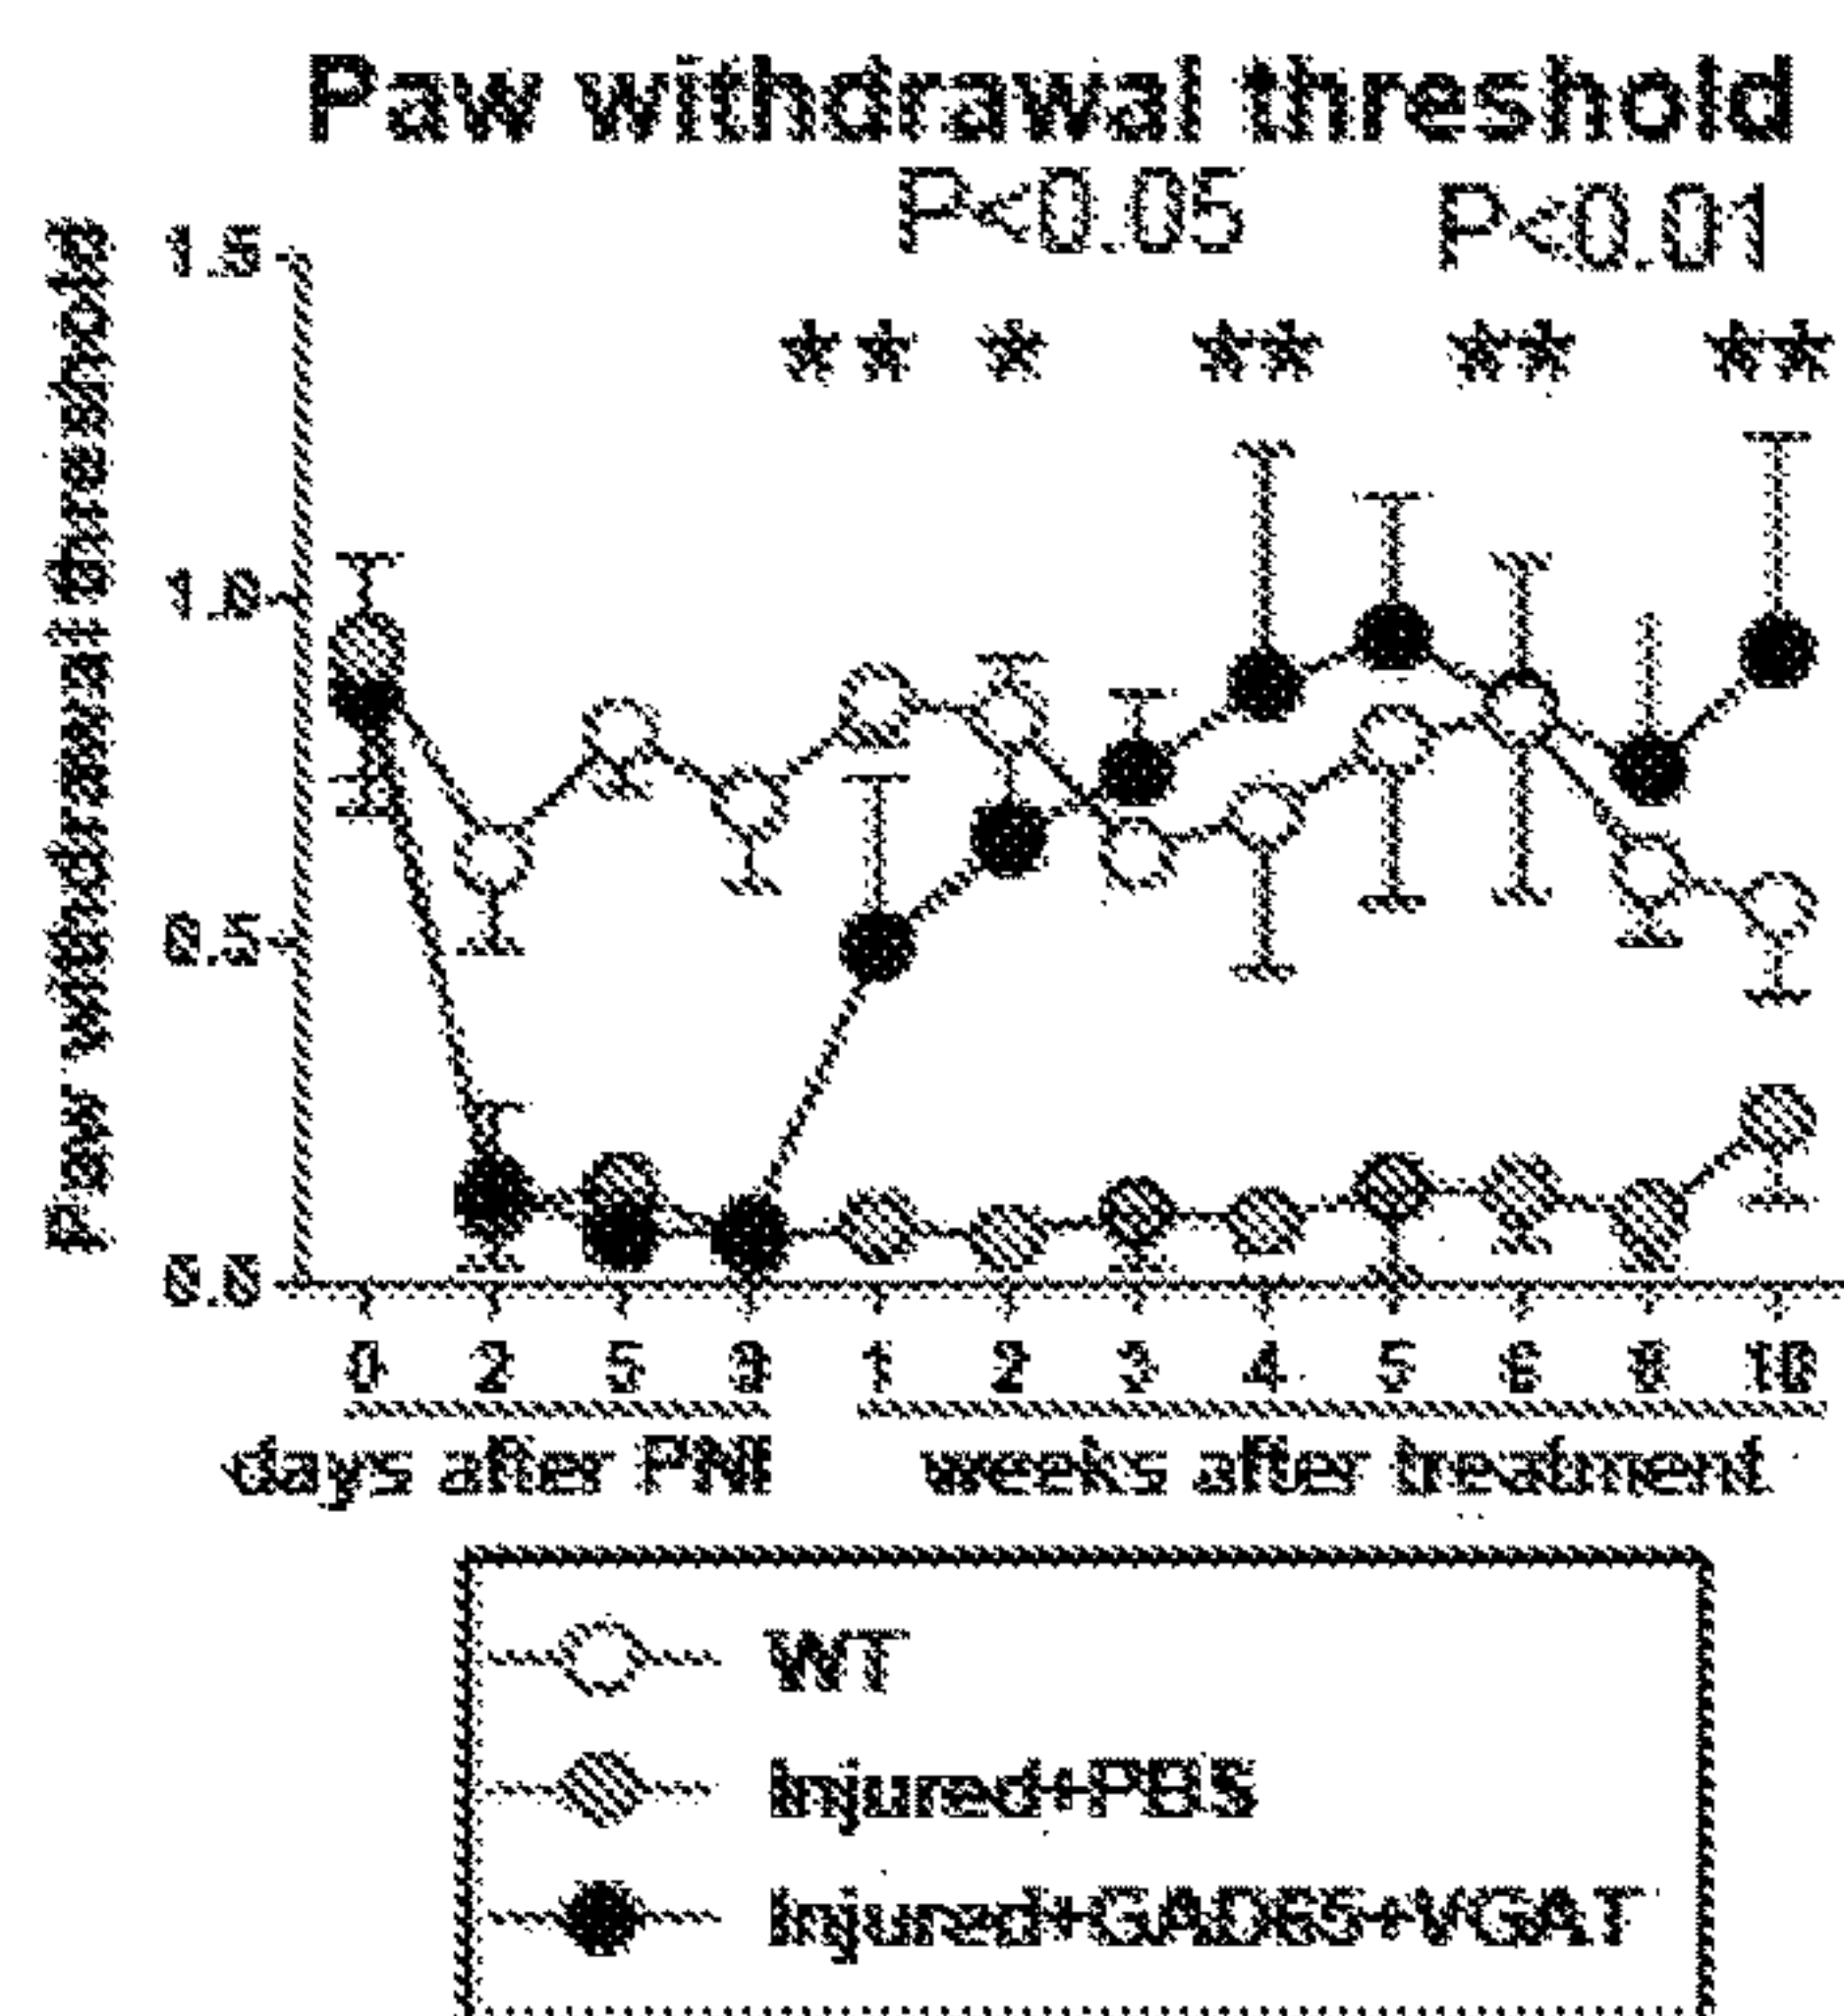 Paw withdrawal threshold
P<0.05 P<0.01
** * ** ** **
Paw withdrawal threshold
1.5
1.0
0.5
0.0
0 2 5 9 1 2 3 4 5 6 8 10
days after PNI weeks after treatment
WT
Injured+PBS
Injured+GAD65+VGAT